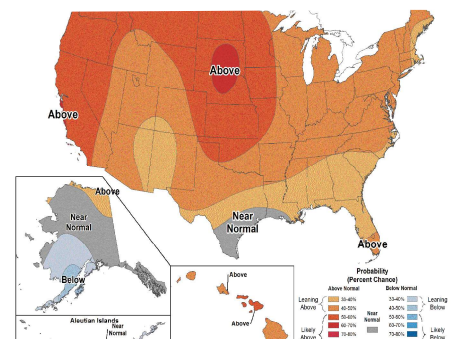 Above
Above
Near
Normal
Above
Above
Near
Normal
Below
Above
Above
Aleutian Islands
Near
Normal
Probability
(Percent Chance)
Above Normal
Below Normal
Leaning
Above
33-40%
40-50%
50-60%
60-70%
70-80%
Likely
Above
Near
Normal
33-40%
40-50%
50-60%
60-70%
70-80%
Leaning
Below
Likely
Below